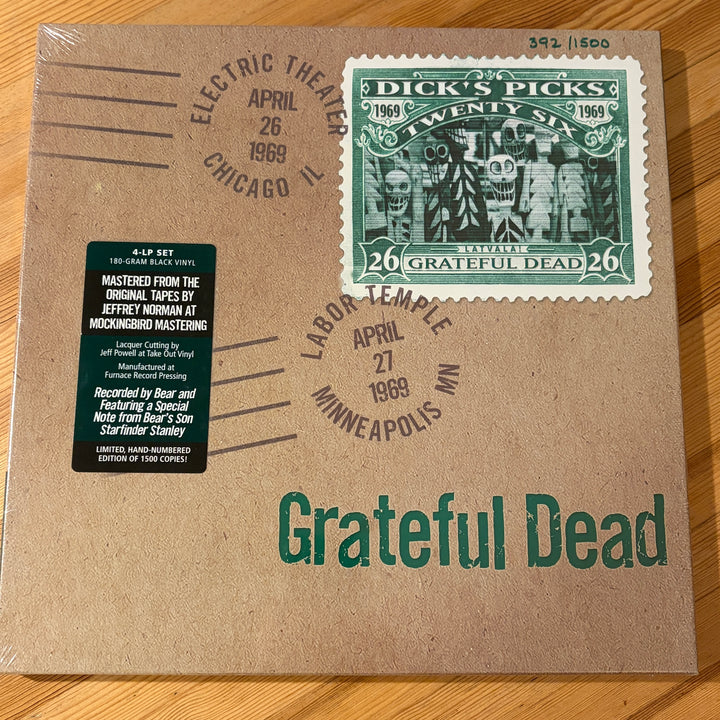 392/1500
ELECTRIC THEATER
APRIL
26
1969
CHICAGO IL
DICK'S PICKS
1969
TWENTY SIX
1969
LATVALA
26
GRATEFUL DEAD
26
4-LP SET
180-GRAM BLACK VINYL
MASTERED FROM THE
ORIGINAL TAPES BY
JEFFREY NORMAN AT
MOCKINGBIRD MASTERING
Lacquer Cutting by
Jeff Powell at Take Out Vinyl
Manufactured at
Furnace Record Pressing
Recorded by Bear and
Featuring a Special
Note from Bear's Son
Starfinder Stanley
LIMITED, HAND-NUMBERED
EDITION OF 1500 COPIES!
LABOR TEMPLE
APRIL
27
1969
MINNEAPOLIS MN
Grateful Dead